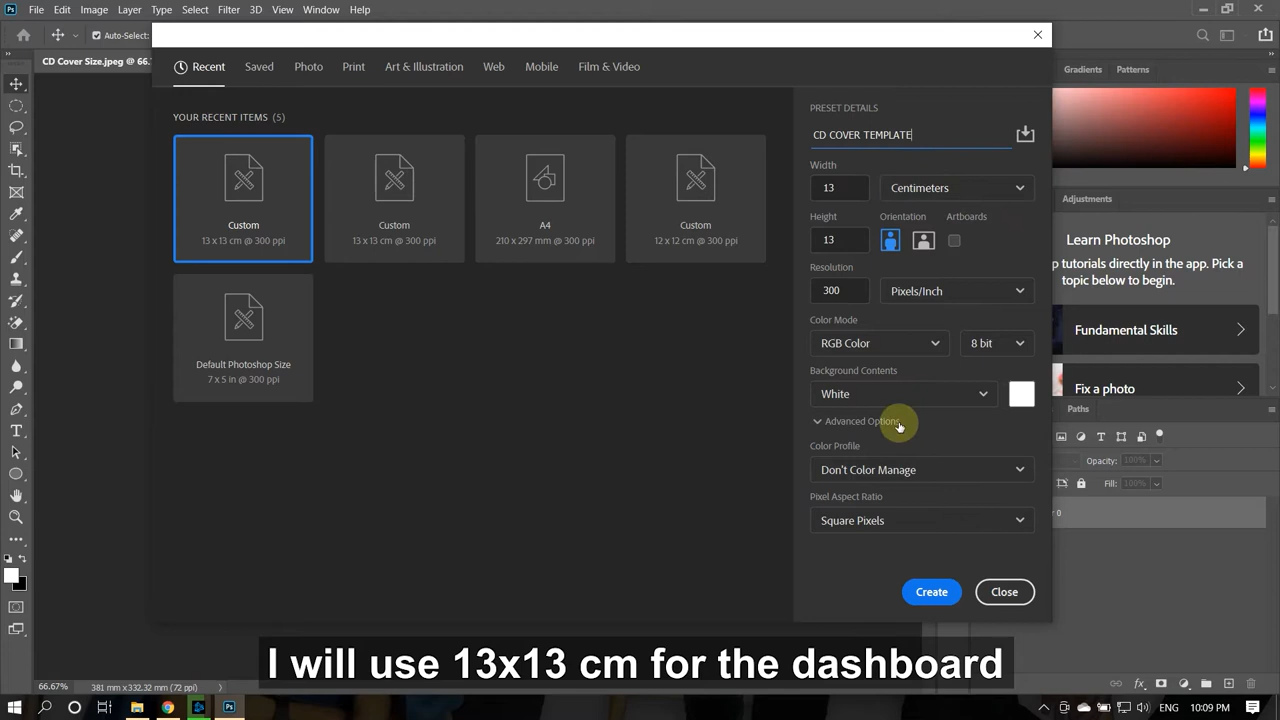 Ps File Edit Image Layer Type Select Filter 3D View Window Help
Auto-Select:
CD Cover Size.jpeg @ 66.7
Recent Saved Photo Print Art & Illustration Web Mobile Film & Video
YOUR RECENT ITEMS (5)
Custom
13 x 13 cm @ 300 ppi
Custom
13 x 13 cm @ 300 ppi
A4
210 x 297 mm @ 300 ppi
Custom
12 x 12 cm @ 300 ppi
Default Photoshop Size
7 x 5 in @ 300 ppi
PRESET DETAILS
CD COVER TEMPLATE
Width
13 Centimeters
Height Orientation Artboards
13
Resolution
300 Pixels/Inch
Color Mode
RGB Color 8 bit
Background Contents
White
Advanced Options
Color Profile
Don't Color Manage
Pixel Aspect Ratio
Square Pixels
Create Close
Gradients Patterns
Adjustments
Learn Photoshop
tutorials directly in the app. Pick a
topic below to begin.
Fundamental Skills
Fix a photo
Paths
Opacity: 100%
Fill: 100%
0
I will use 13x13 cm for the dashboard
66.67% 381 mm x 332.32 mm (72 ppi)
ENG 10:09 PM